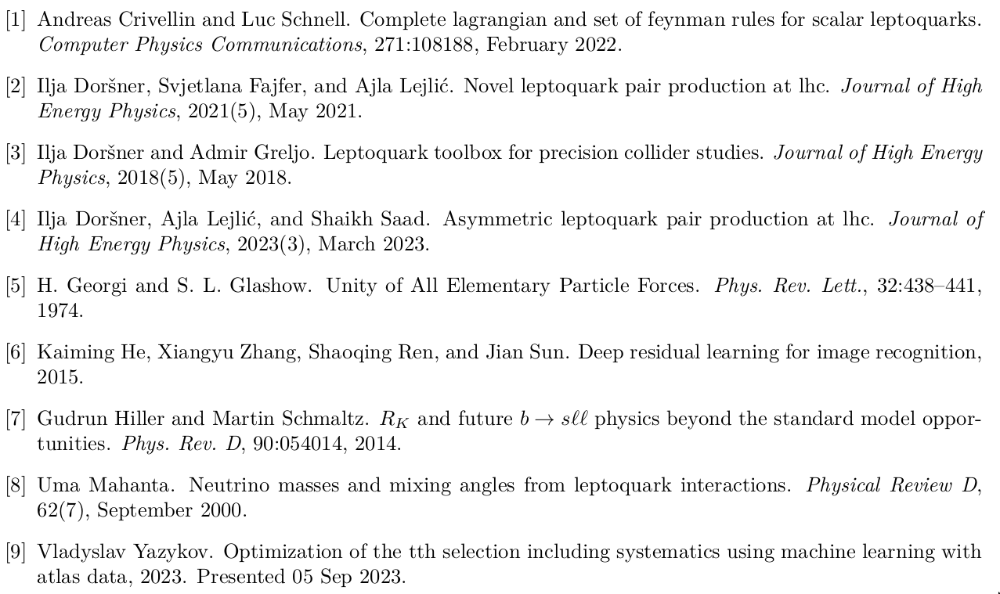 [1] Andreas Crivellin and Luc Schnell. Complete lagrangian and set of feynman rules for scalar leptoquarks.
Computer Physics Communications, 271:108188, February 2022.
[2] Ilja Doršner, Svjetlana Fajfer, and Ajla Lejlić. Novel leptoquark pair production at lhc. Journal of High
Energy Physics, 2021(5), May 2021.
[3] Ilja Doršner and Admir Greljo. Leptoquark toolbox for precision collider studies. Journal of High Energy
Physics, 2018(5), May 2018.
[4] Ilja Doršner, Ajla Lejlić, and Shaikh Saad. Asymmetric leptoquark pair production at lhc. Journal of
High Energy Physics, 2023(3), March 2023.
[5] H. Georgi and S. L. Glashow. Unity of All Elementary Particle Forces. Phys. Rev. Lett., 32:438–441,
1974.
[6] Kaiming He, Xiangyu Zhang, Shaoqing Ren, and Jian Sun. Deep residual learning for image recognition,
2015.
[7] Gudrun Hiller and Martin Schmaltz. R_K and future b → sℓℓ physics beyond the standard model oppor-
tunities. Phys. Rev. D, 90:054014, 2014.
[8] Uma Mahanta. Neutrino masses and mixing angles from leptoquark interactions. Physical Review D,
62(7), September 2000.
[9] Vladyslav Yazykov. Optimization of the tth selection including systematics using machine learning with
atlas data, 2023. Presented 05 Sep 2023.